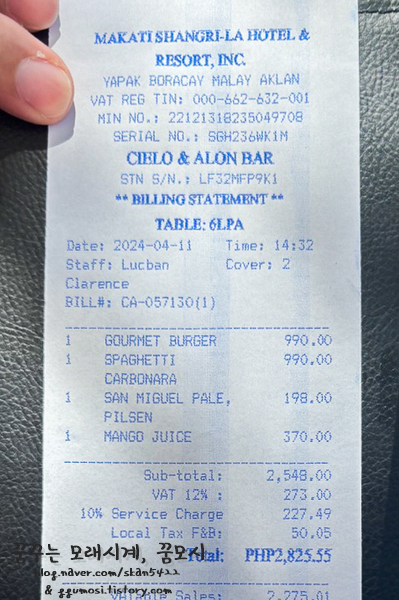 MAKATI SHANGRI-LA HOTEL &
RESORT, INC.
YAPAK BORACAY MALAY AKLAN
VAT REG TIN: 000-662-632-001
MIN NO.: 22121318235049708
SERIAL NO.: SGH236WK1M
CIELO & ALON BAR
STN S/N.: LF32MFP9K1
** BILLING STATEMENT **
TABLE: 6LPA
Date: 2024-04-11 Time: 14:32
Staff: Lucban Cover: 2
Clarence
BILL#: CA-057130(1)
1 GOURMET BURGER 990.00
1 SPAGHETTI 990.00
CARBONARA
1 SAN MIGUEL PALE, 198.00
PILSEN
1 MANGO JUICE 370.00
Sub-total: 2,548.00
VAT 12% : 273.00
10% Service Charge 227.49
Local Tax F&B: 50.05
Total: PHP2,825.55
꿈꾸는 모래시계, 꿈모시
blog.naver.com/skan5422
& ggumosi.tistory.com
VATable Sales: 2,275.01